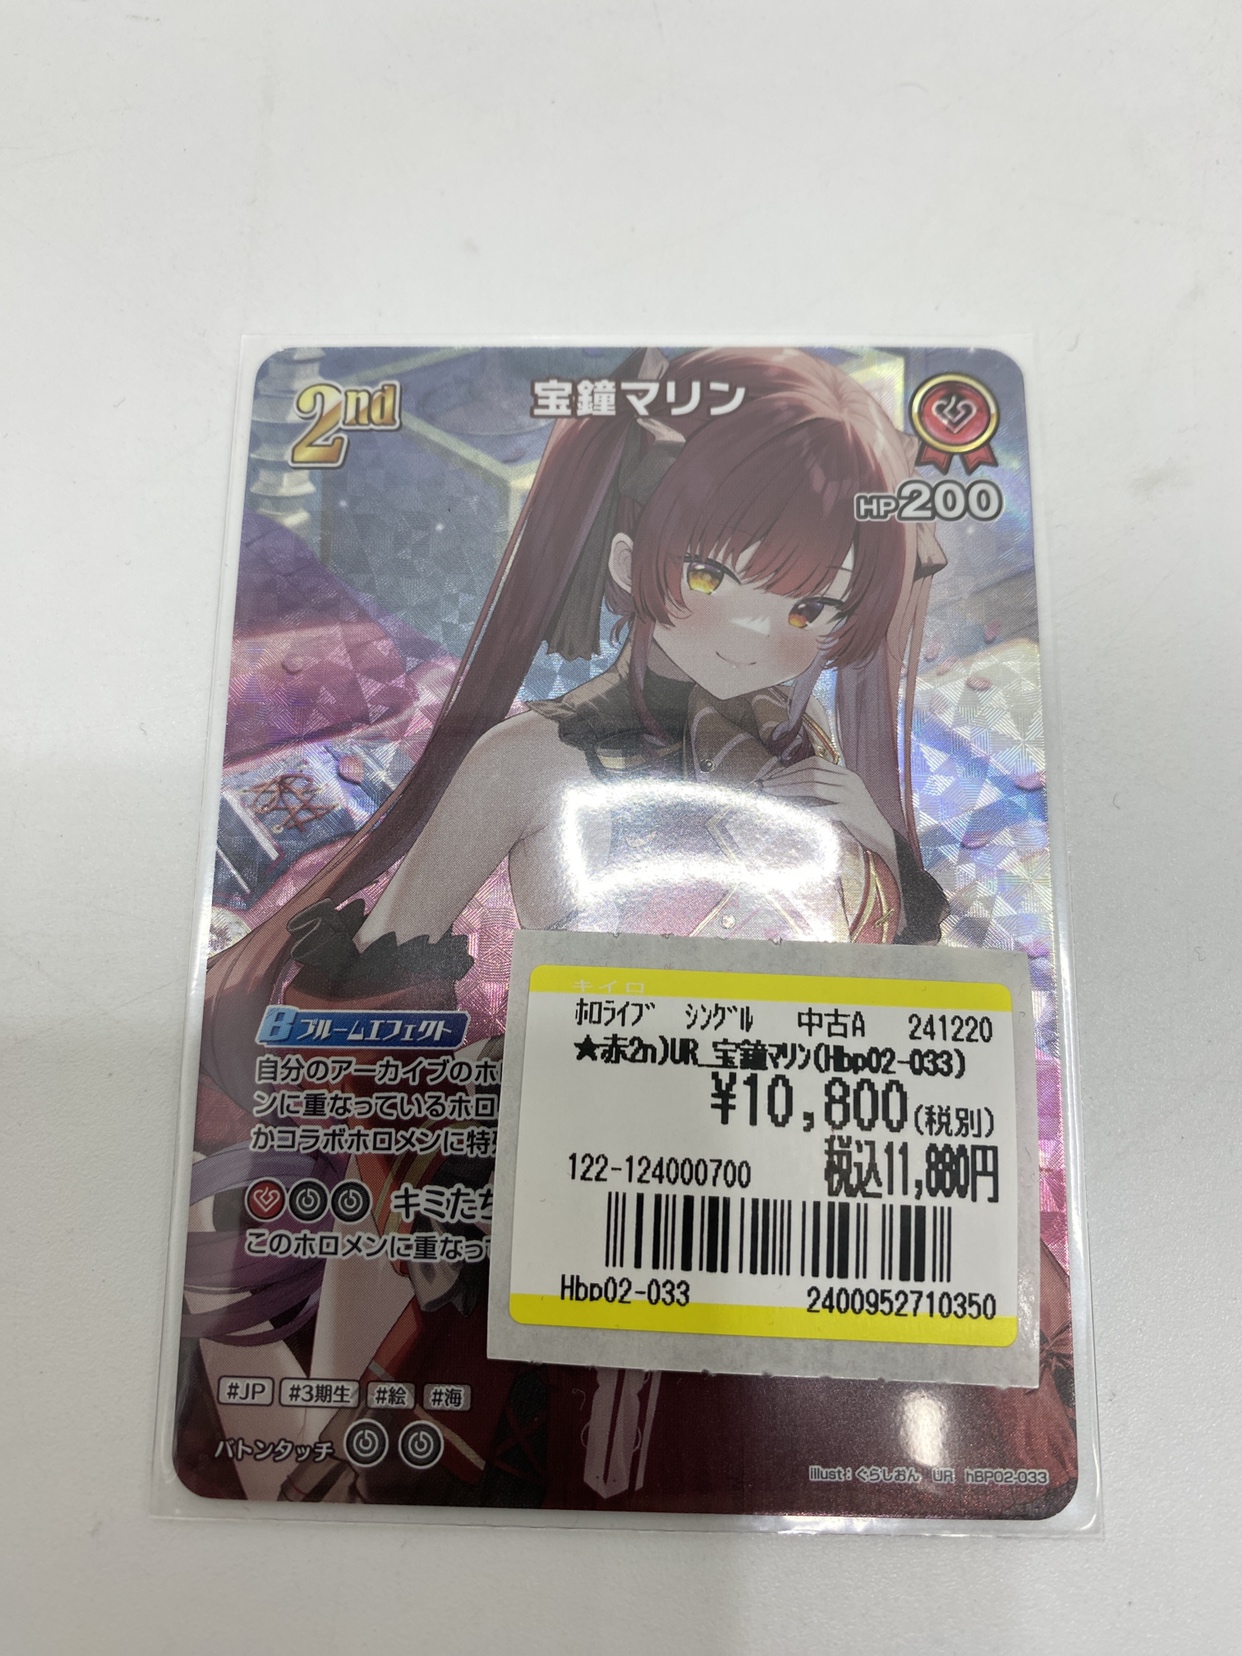 2nd
宝鐘マリン
HP200
B ブルームエフェクト
自分のアーカイブのホ
ンに重なっているホロ
かコラボホロメンに特
キミたち
このホロメンに重なって
キイロ
ﾎﾛﾗｲﾌﾞ ｼﾝｸﾞﾙ 中古A 241220
★赤2n)UR_宝鐘ﾏﾘﾝ(Hbp02-033)
¥10,800(税別)
122-124000700 税込11,880円
Hbp02-033 2400952710350
#JP #3期生 #絵 #海
バトンタッチ
illust:ぐらしおん UR hBP02-033